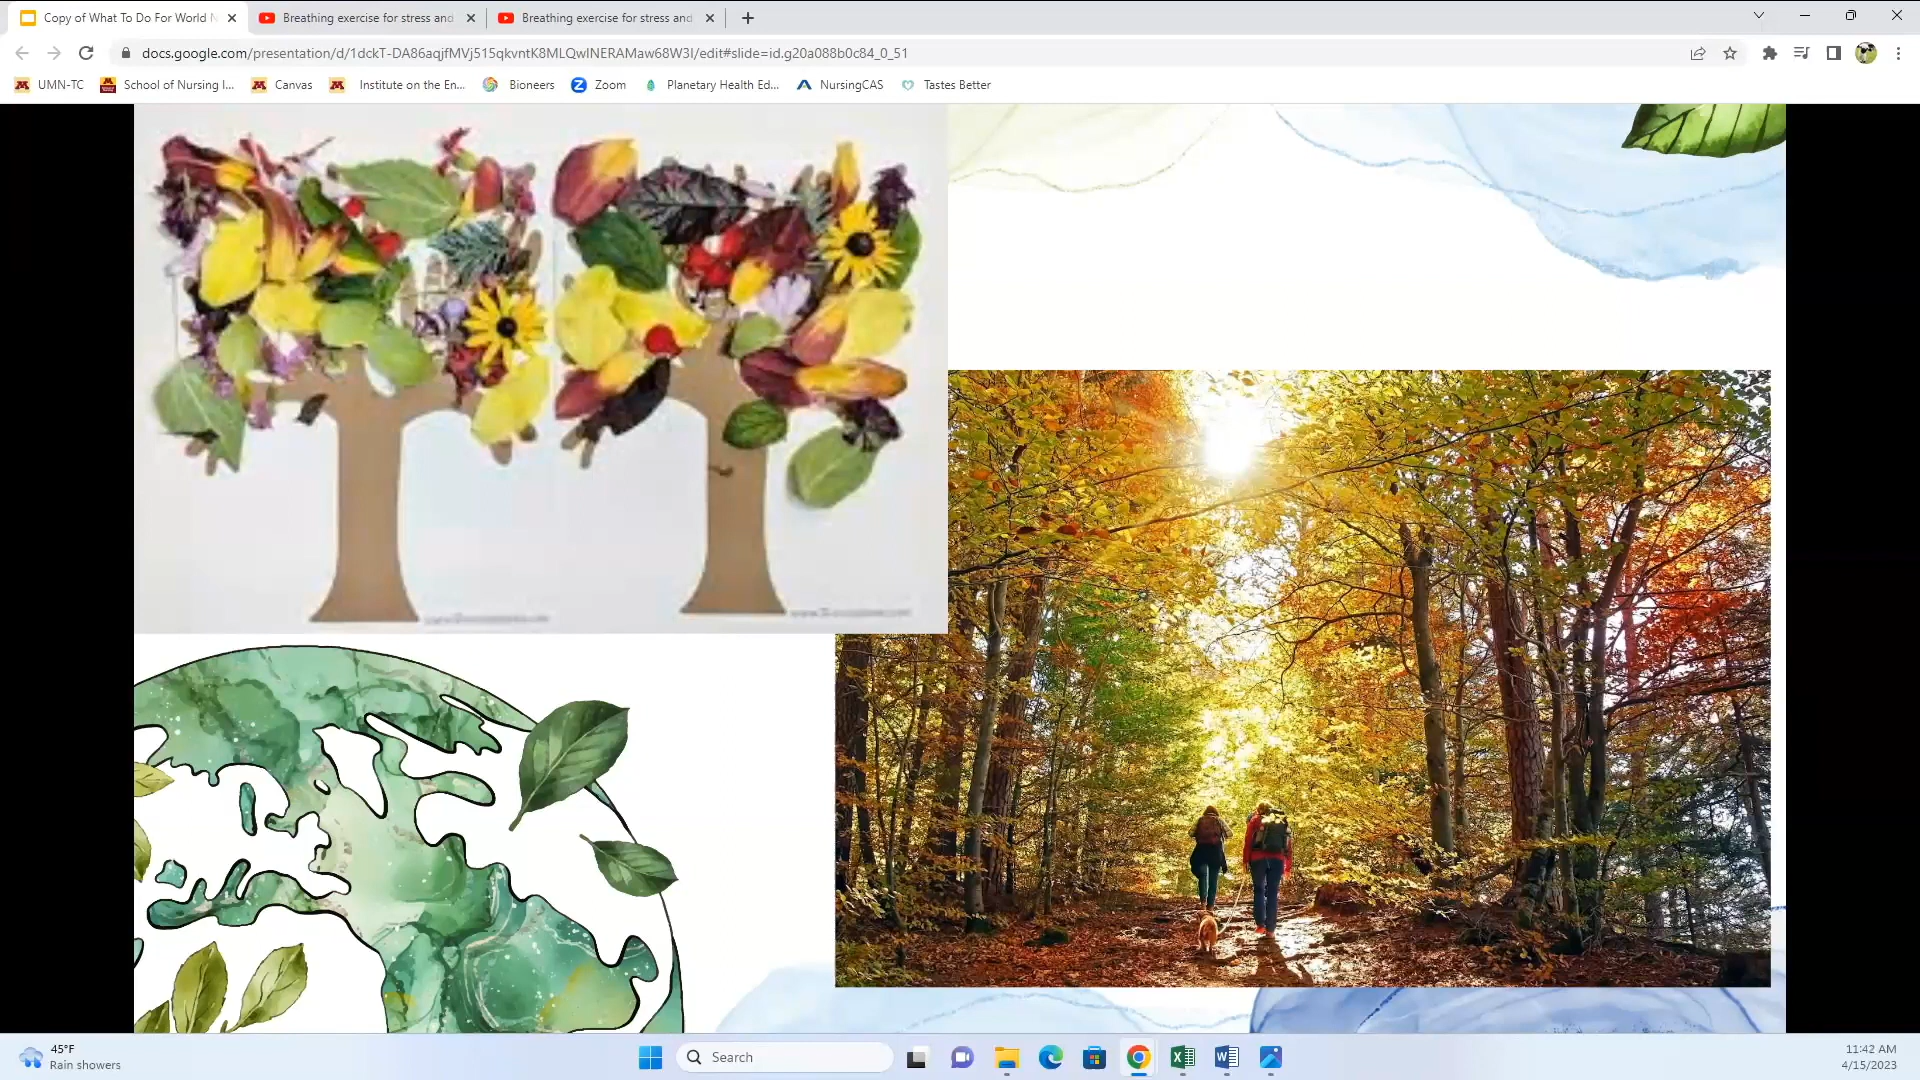 Copy of What To Do For World N
Breathing exercise for stress and
Breathing exercise for stress and
docs.google.com/presentation/d/1dckT-DA86aqjfMVj515qkvntK8MLQwINERAMaw68W3I/edit#slide=id.g20a088b0c84_0_51
UMN-TC School of Nursing I... Canvas Institute on the En... Bioneers Zoom Planetary Health Ed... NursingCAS Tastes Better
45°F
Rain showers
Search
11:42 AM
4/15/2023